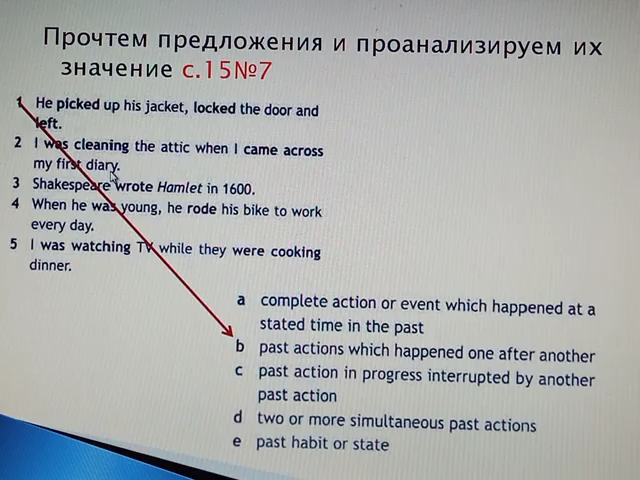 Прочтем предложения и проанализируем их
значение с.15№7
1 He picked up his jacket, locked the door and
left.
2 I was cleaning the attic when I came across
my first diary.
3 Shakespeare wrote Hamlet in 1600.
4 When he was young, he rode his bike to work
every day.
5 I was watching TV while they were cooking
dinner.
a complete action or event which happened at a
stated time in the past
b past actions which happened one after another
c past action in progress interrupted by another
past action
d two or more simultaneous past actions
e past habit or state